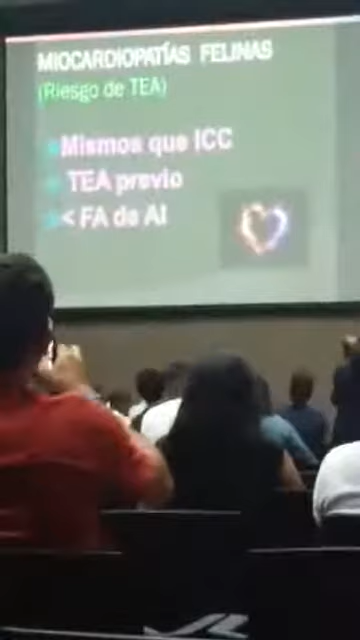 MIOCARDIOPATÍAS FELINAS
(Riesgo de TEA)
Mismos que ICC
TEA previo
< FA de AI